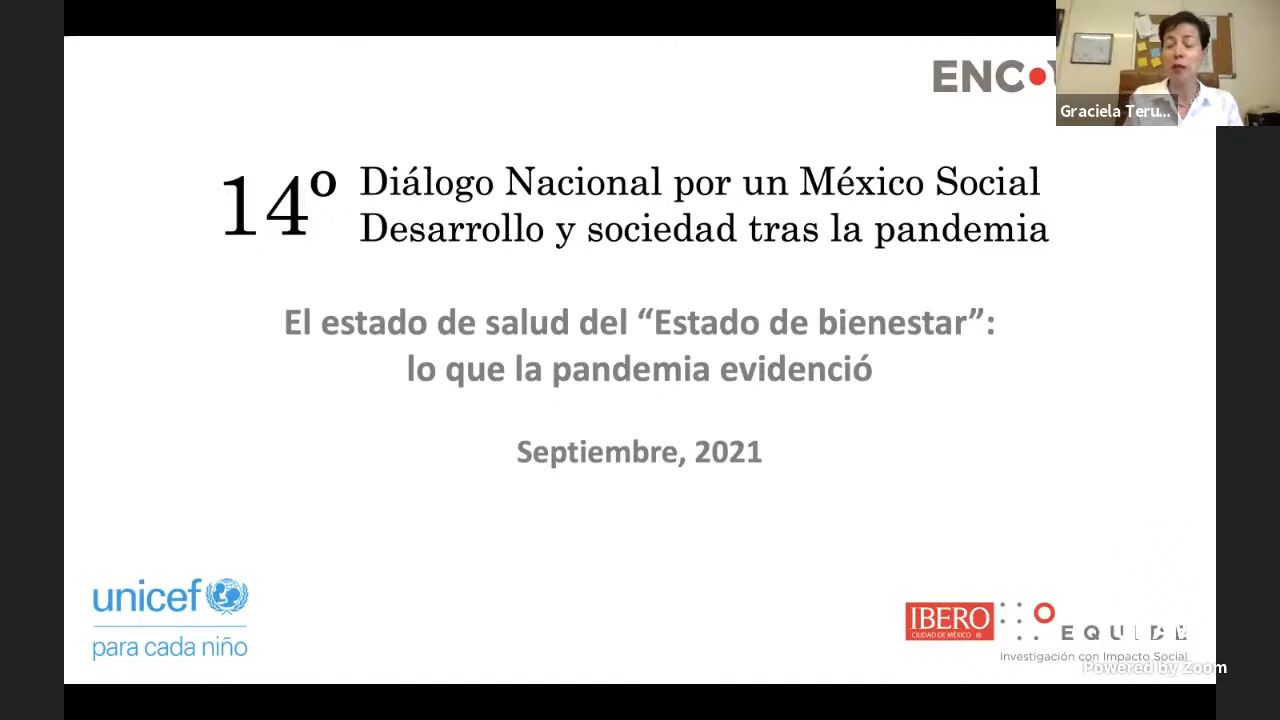 Graciela Teru...
14º
Diálogo Nacional por un México Social
Desarrollo y sociedad tras la pandemia
El estado de salud del “Estado de bienestar”:
lo que la pandemia evidenció
Septiembre, 2021
unicef
para cada niño
IBERO
CIUDAD DE MÉXICO ®
Investigación con Impacto Social
Powered by Zoom